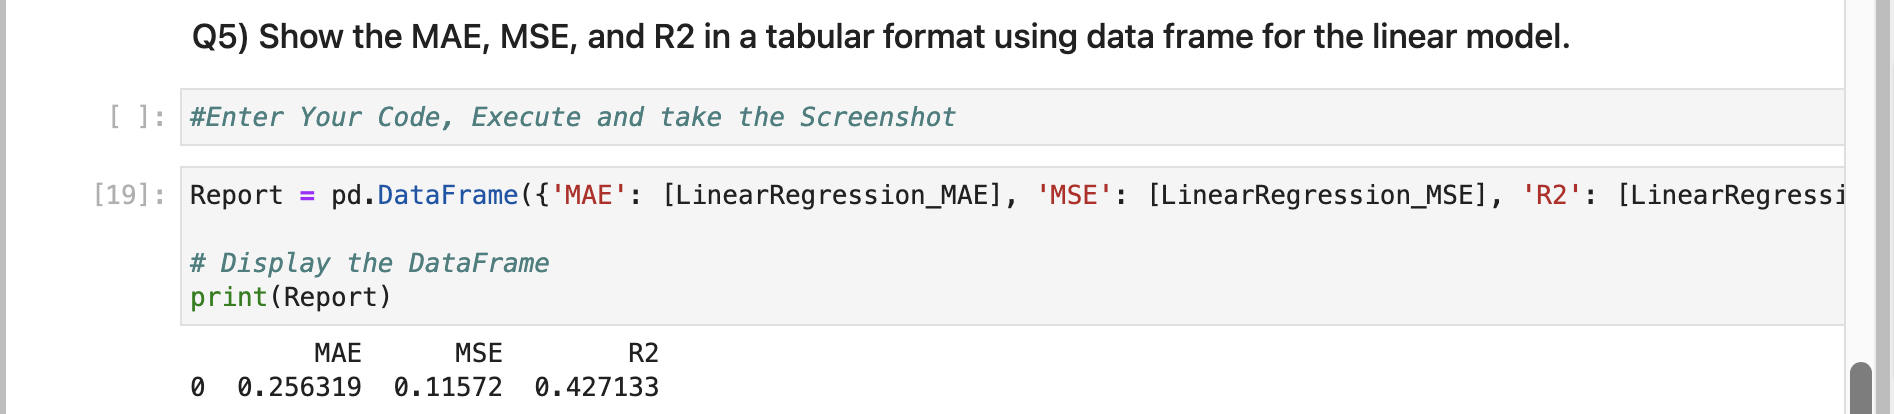 Q5) Show the MAE, MSE, and R2 in a tabular format using data frame for the linear model.
[ ]: #Enter Your Code, Execute and take the Screenshot
[19]: Report = pd.DataFrame({'MAE': [LinearRegression_MAE], 'MSE': [LinearRegression_MSE], 'R2': [LinearRegressi
# Display the DataFrame
print(Report)
MAE MSE R2
0 0.256319 0.11572 0.427133